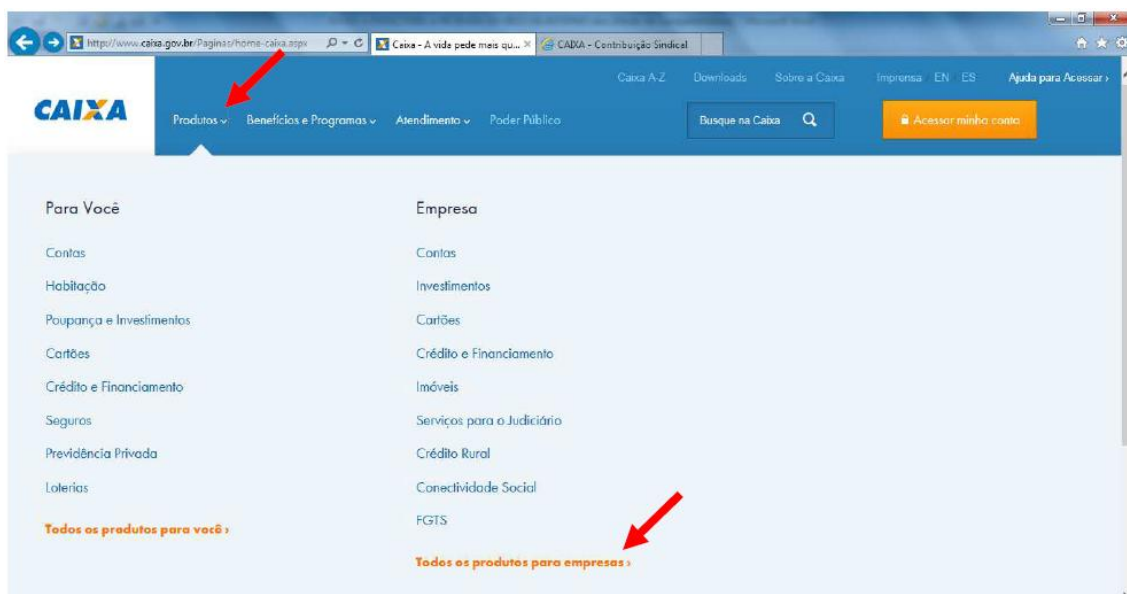 http://www.caixa.gov.br/Paginas/home-caixa.aspx
Caixa - A vida pede mais qu...
CAIXA - Contribuição Sindical
Caixa A-Z Downloads Sobre a Caixa Imprensa EN ES Ajuda para Acessar ›
CAIXA
Produtos Benefícios e Programas Atendimento Poder Público
Busque na Caixa
Acessar minha conta
Para Você
Contas
Habitação
Poupança e Investimentos
Cartões
Crédito e Financiamento
Seguros
Previdência Privada
Loterias
Todos os produtos para você ›
Empresa
Contas
Investimentos
Cartões
Crédito e Financiamento
Imóveis
Serviços para o Judiciário
Crédito Rural
Conectividade Social
FGTS
Todos os produtos para empresas ›